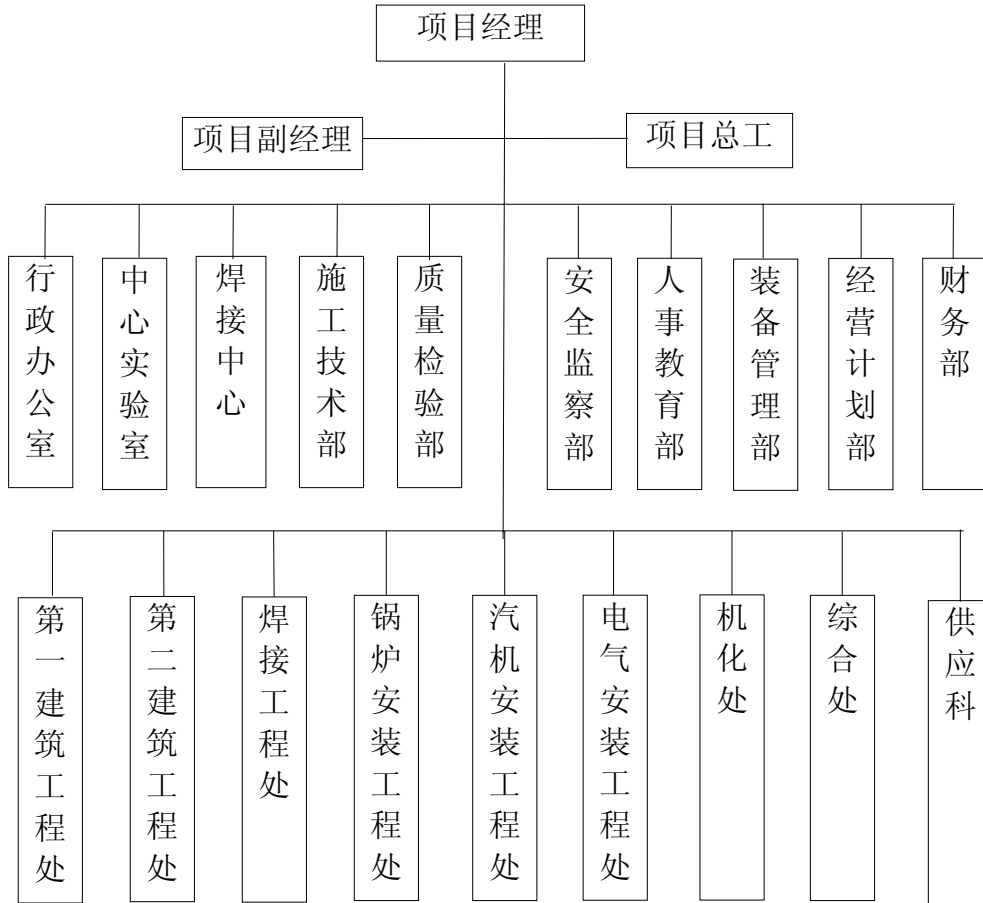 项目经理
项目副经理
项目总工
行政办公室
中心实验室
焊接中心
施工技术部
质量检验部
安全监察部
人事教育部
装备管理部
经营计划部
财务部
第一建筑工程处
第二建筑工程处
焊接工程处
锅炉安装工程处
汽机安装工程处
电气安装工程处
机化处
综合处
供应科